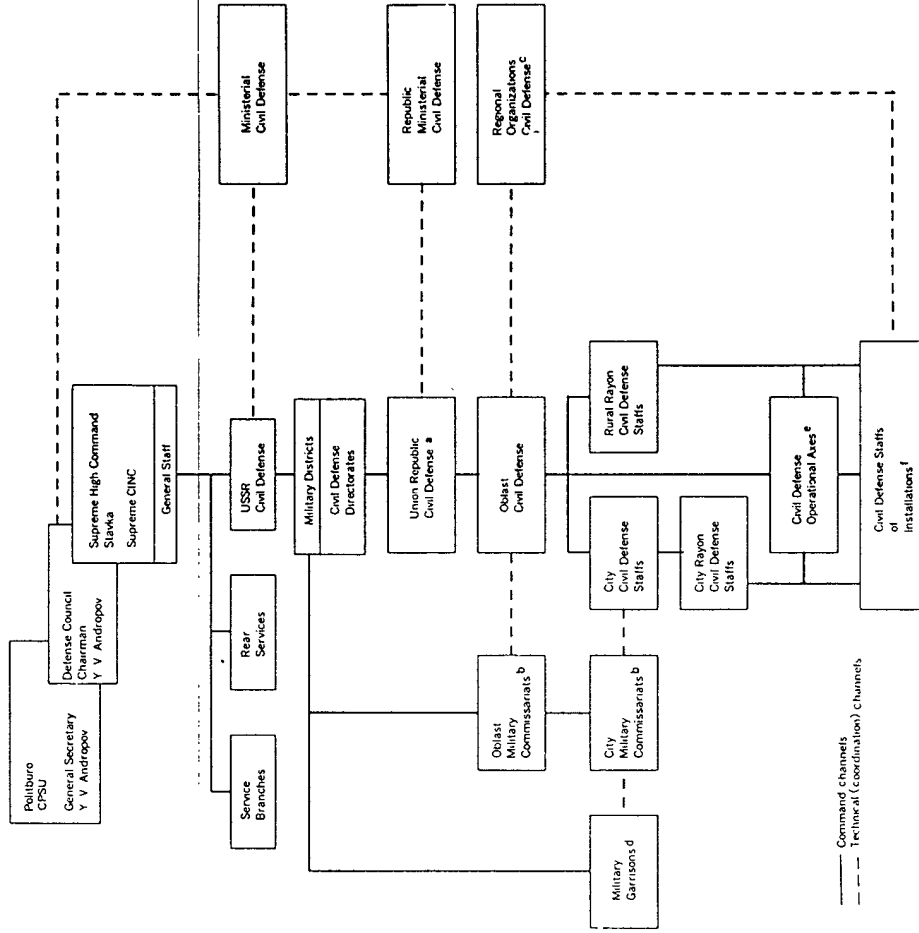 Politburo
CPSU
General Secretary
Y V Andropov
Defense Council
Chairman
Y V Andropov
Supreme High Command
Stavka
Supreme CINC
General Staff
Service
Branches
Rear
Services
USSR
Civil Defense
Ministerial
Civil Defense
Military Districts
Civil Defense
Directorates
Union Republic
Civil Defense a
Republic
Ministerial
Civil Defense
Oblast
Military
Commissariats b
Oblast
Civil Defense
Regional
Organizations
Civil Defense c
Military
Garrisons d
City
Military
Commissariats b
City
Civil Defense
Staffs
Rural Rayon
Civil Defense
Staffs
City Rayon
Civil Defense
Staffs
Civil Defense
Operational Axes e
Civil Defense Staffs
of
Installations f
Command channels
Technical (coordination) channels